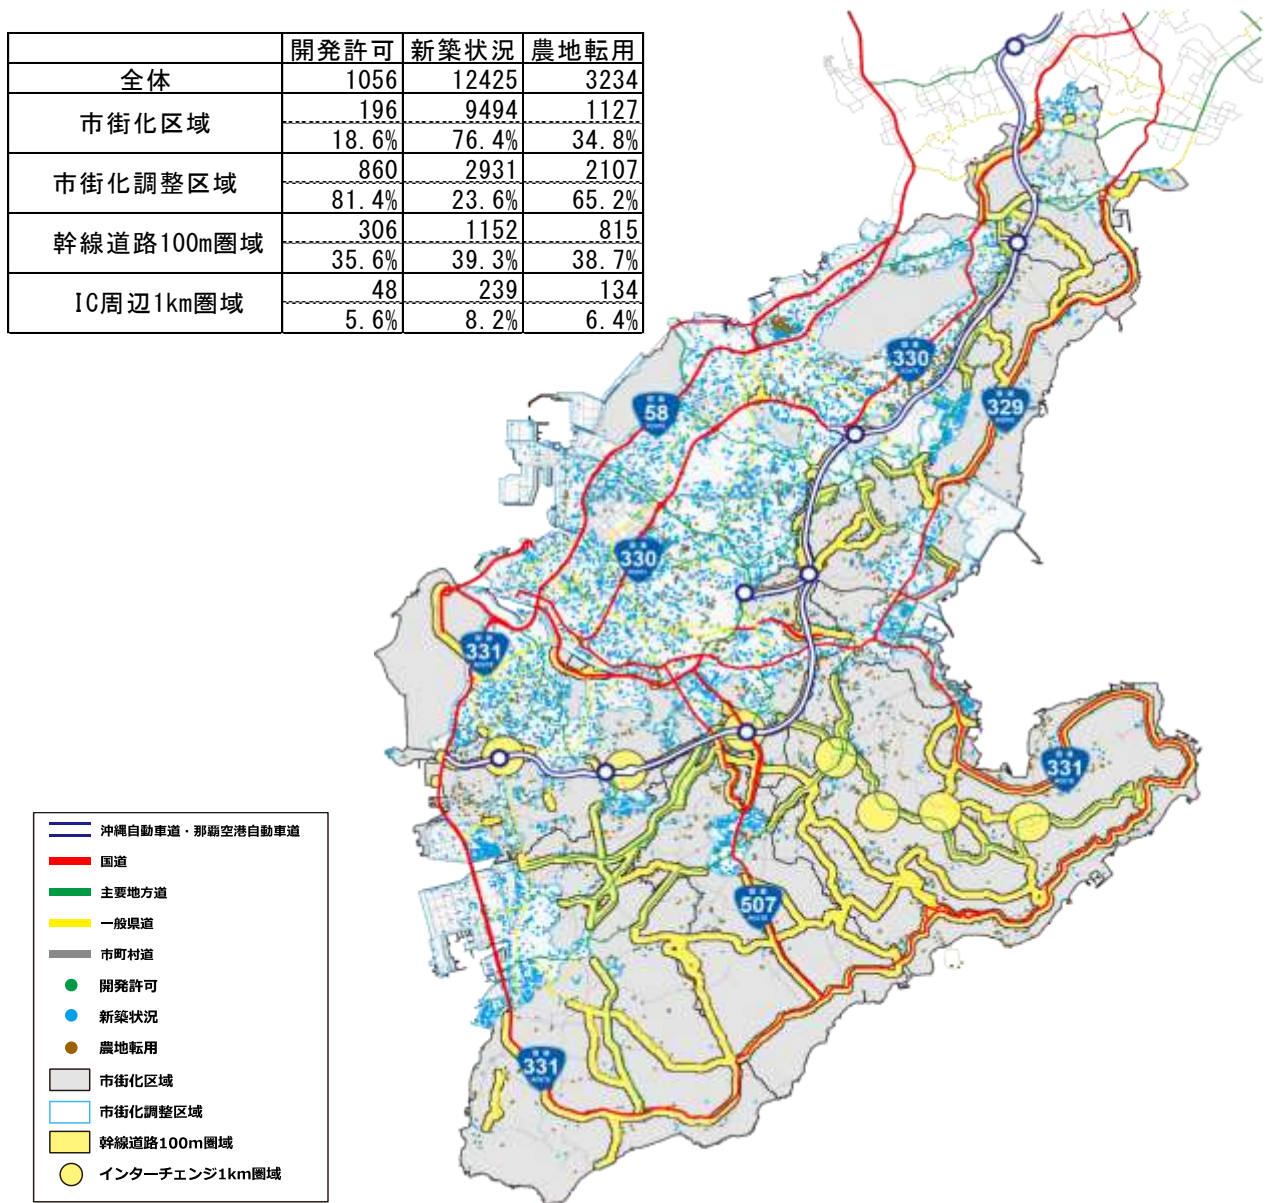 開発許可 新築状況 農地転用
全体 1056 12425 3234
市街化区域 196 9494 1127
18.6% 76.4% 34.8%
市街化調整区域 860 2931 2107
81.4% 23.6% 65.2%
幹線道路100m圏域 306 1152 815
35.6% 39.3% 38.7%
IC周辺1km圏域 48 239 134
5.6% 8.2% 6.4%
330
58
329
330
331
331
507
331
沖縄自動車道・那覇空港自動車道
国道
主要地方道
一般県道
市町村道
開発許可
新築状況
農地転用
市街化区域
市街化調整区域
幹線道路100m圏域
インターチェンジ1km圏域